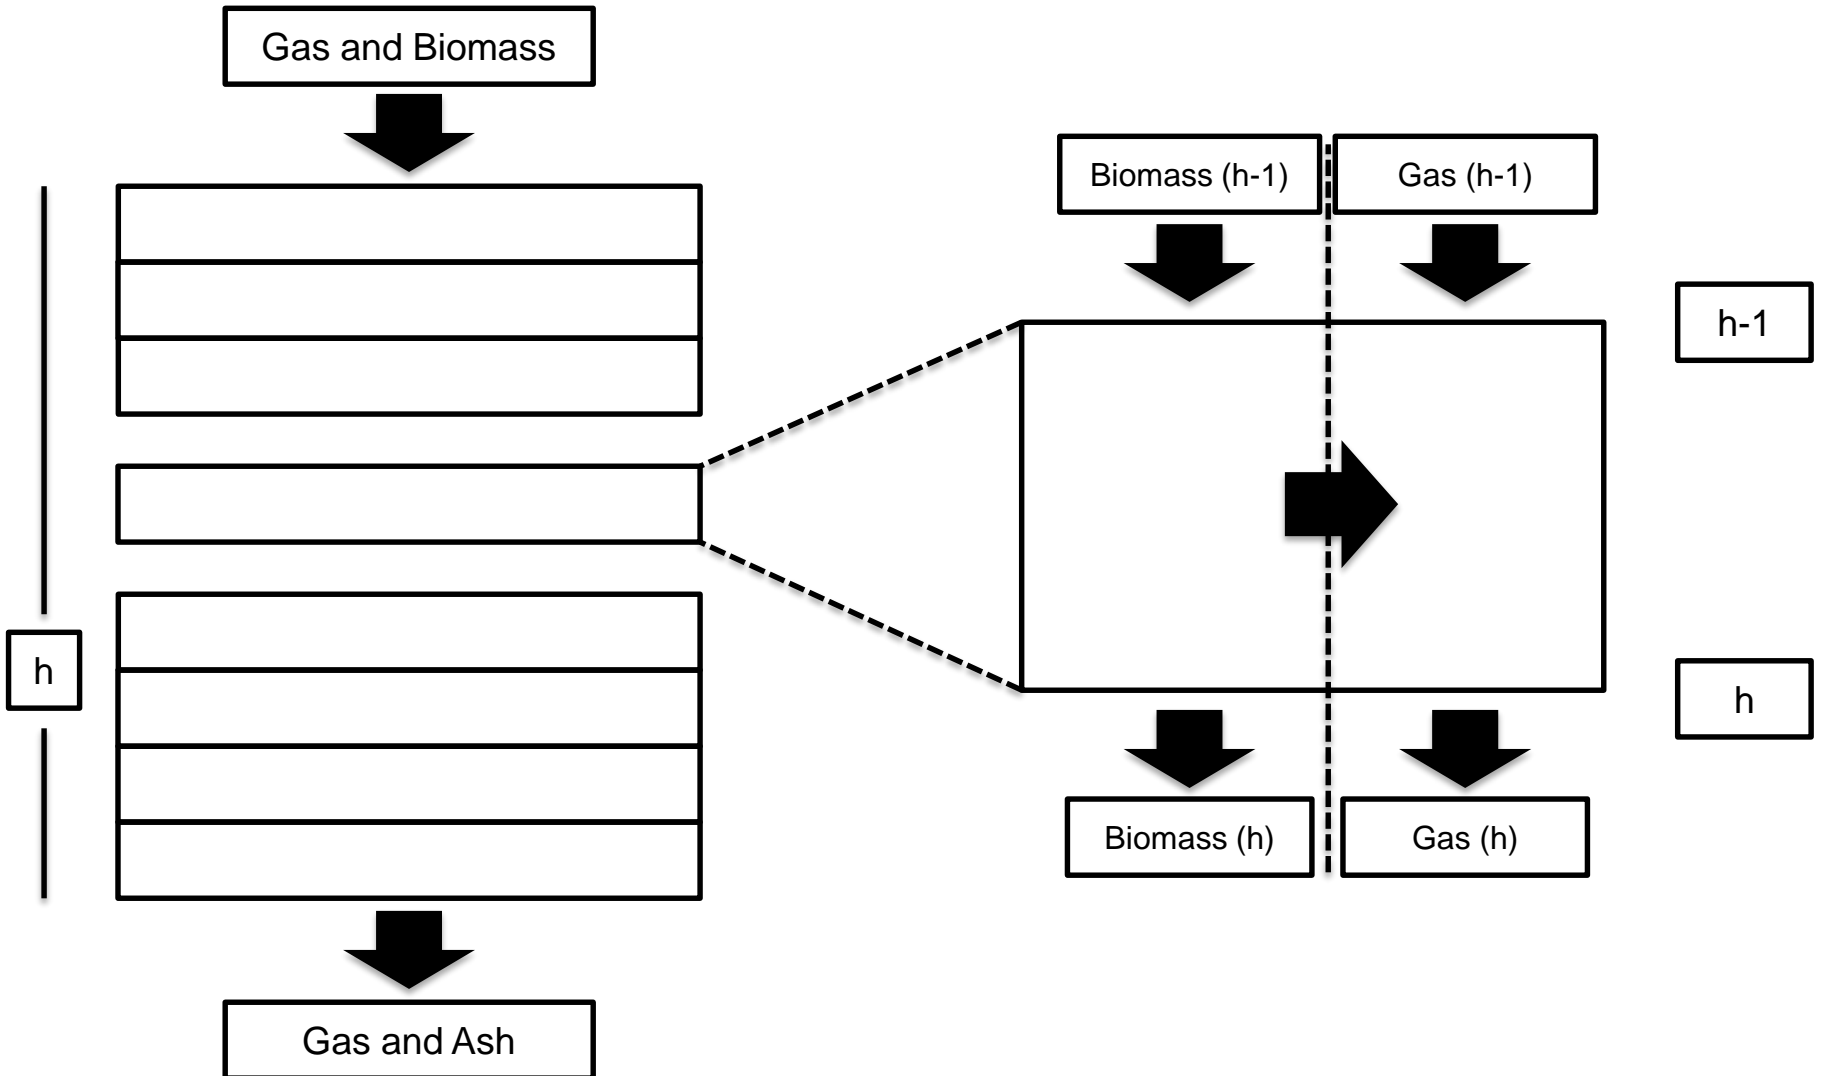 Gas and Biomass
Biomass (h-1)
Gas (h-1)
h-1
h
h
Biomass (h)
Gas (h)
Gas and Ash